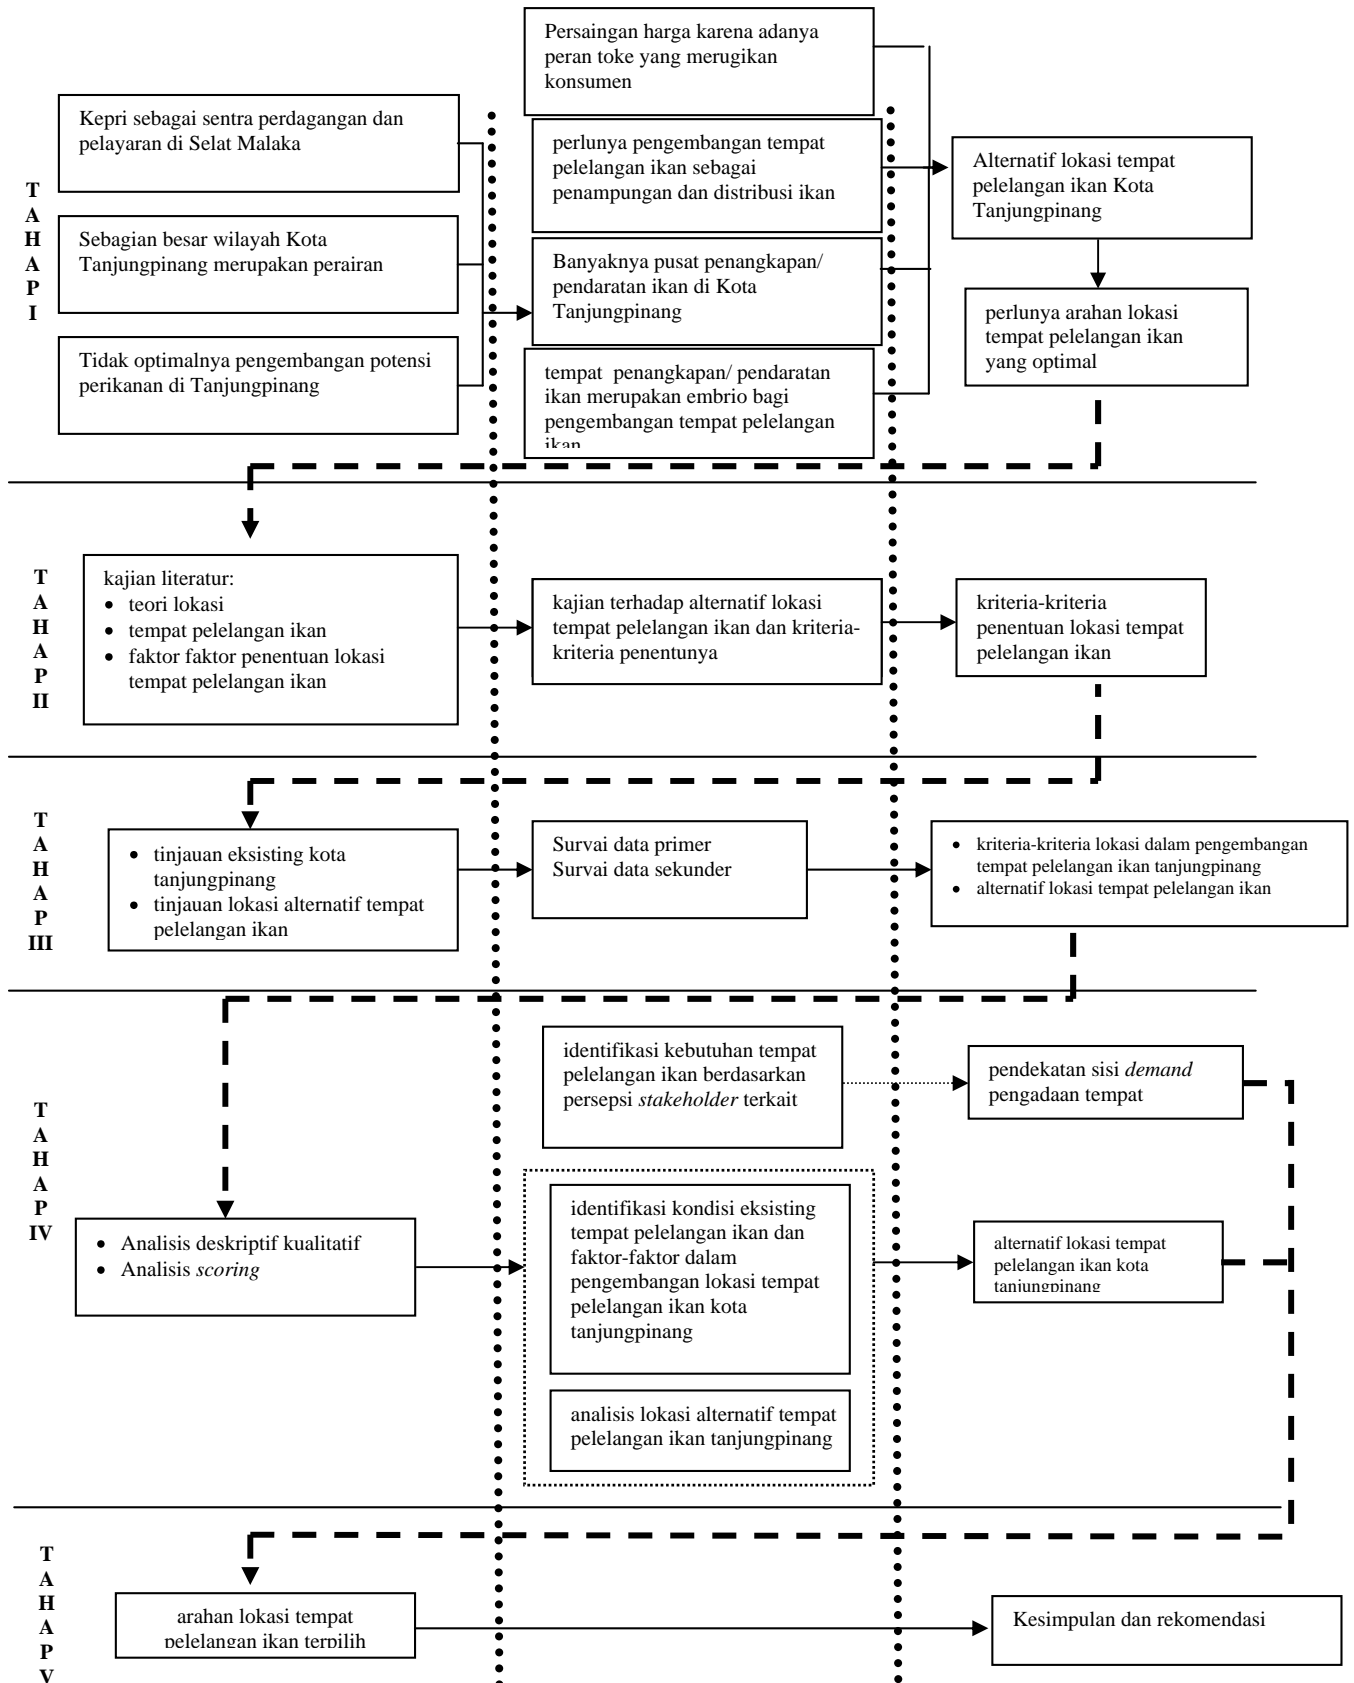 T
A
H
A
P
I
Kepri sebagai sentra perdagangan dan
pelayaran di Selat Malaka
Sebagian besar wilayah Kota
Tanjungpinang merupakan perairan
Tidak optimalnya pengembangan potensi
perikanan di Tanjungpinang
Persaingan harga karena adanya
peran toke yang merugikan
konsumen
perlunya pengembangan tempat
pelelangan ikan sebagai
penampungan dan distribusi ikan
Banyaknya pusat penangkapan/
pendaratan ikan di Kota
Tanjungpinang
tempat penangkapan/ pendaratan
ikan merupakan embrio bagi
pengembangan tempat pelelangan
ikan
Alternatif lokasi tempat
pelelangan ikan Kota
Tanjungpinang
perlunya arahan lokasi
tempat pelelangan ikan
yang optimal
T
A
H
A
P
II
kajian literatur:
• teori lokasi
• tempat pelelangan ikan
• faktor faktor penentuan lokasi
tempat pelelangan ikan
kajian terhadap alternatif lokasi
tempat pelelangan ikan dan kriteria-
kriteria penentunya
kriteria-kriteria
penentuan lokasi tempat
pelelangan ikan
T
A
H
A
P
III
• tinjauan eksisting kota
tanjungpinang
• tinjauan lokasi alternatif tempat
pelelangan ikan
Survai data primer
Survai data sekunder
• kriteria-kriteria lokasi dalam pengembangan
tempat pelelangan ikan tanjungpinang
• alternatif lokasi tempat pelelangan ikan
T
A
H
A
P
IV
• Analisis deskriptif kualitatif
• Analisis scoring
identifikasi kebutuhan tempat
pelelangan ikan berdasarkan
persepsi stakeholder terkait
pendekatan sisi demand
pengadaan tempat
identifikasi kondisi eksisting
tempat pelelangan ikan dan
faktor-faktor dalam
pengembangan lokasi tempat
pelelangan ikan kota
tanjungpinang
analisis lokasi alternatif tempat
pelelangan ikan tanjungpinang
alternatif lokasi tempat
pelelangan ikan kota
tanjungpinang
T
A
H
A
P
V
arahan lokasi tempat
pelelangan ikan terpilih
Kesimpulan dan rekomendasi